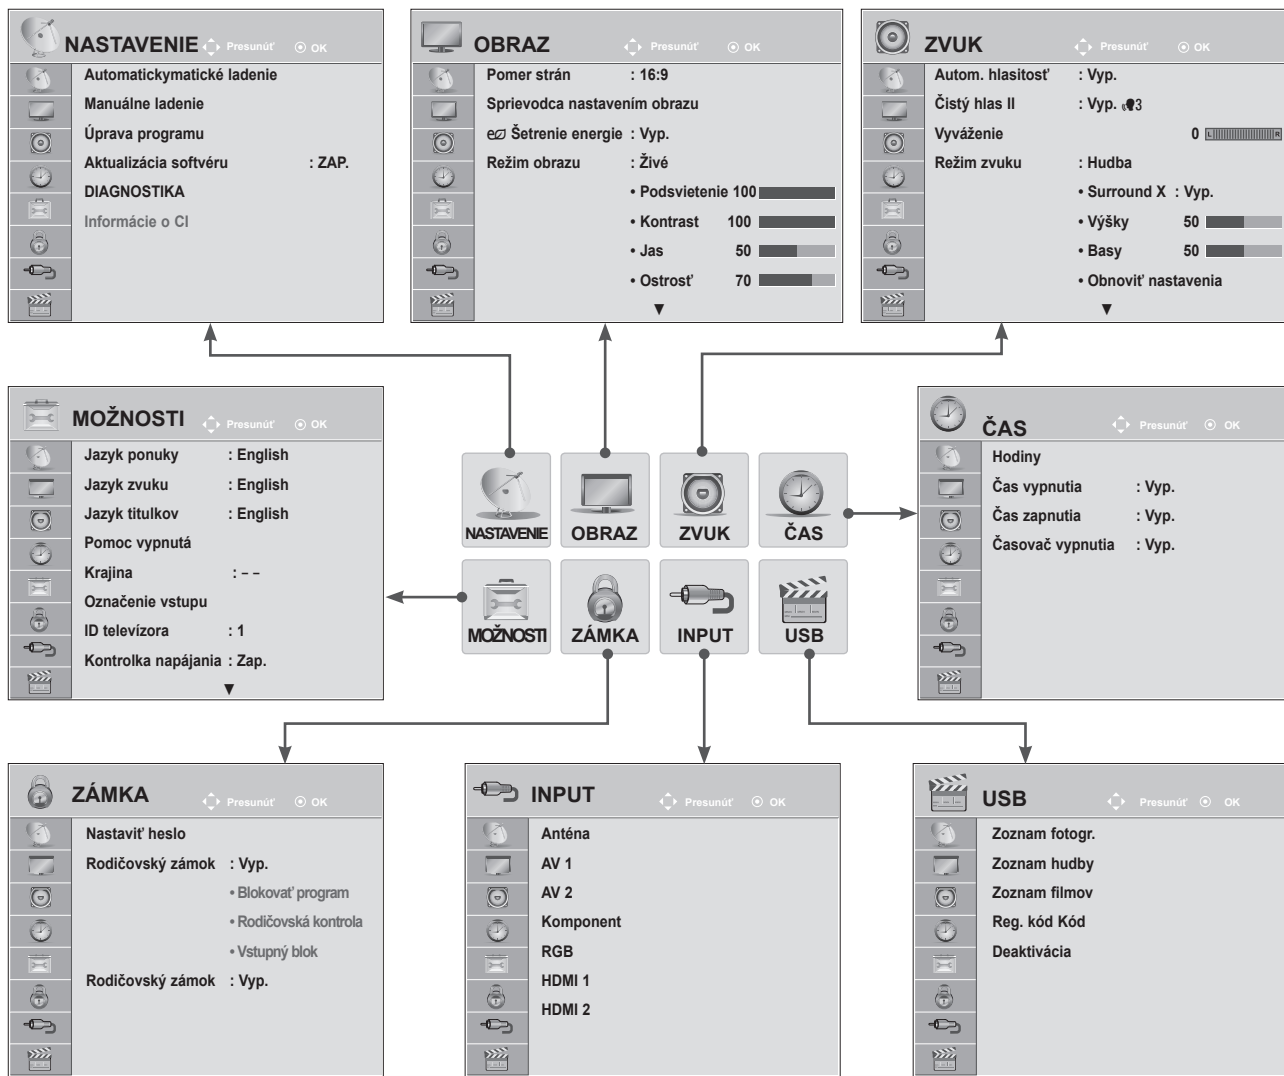 NASTAVENIE Presunúť OK
Automatickymatické ladenie
Manuálne ladenie
Úprava programu
Aktualizácia softvéru : ZAP.
DIAGNOSTIKA
Informácie o CI
OBRAZ Presunúť OK
Pomer strán : 16:9
Sprievodca nastavením obrazu
e Šetrenie energie : Vyp.
Režim obrazu : Živé
• Podsvietenie 100
• Kontrast 100
• Jas 50
• Ostrosť 70
▼
ZVUK Presunúť OK
Autom. hlasitosť : Vyp.
Čistý hlas II : Vyp. 3
Vyváženie 0 L R
Režim zvuku : Hudba
• Surround X : Vyp.
• Výšky 50
• Basy 50
• Obnoviť nastavenia
▼
MOŽNOSTI Presunúť OK
Jazyk ponuky : English
Jazyk zvuku : English
Jazyk titulkov : English
Pomoc vypnutá
Krajina : – –
Označenie vstupu
ID televízora : 1
Kontrolka napájania : Zap.
▼
NASTAVENIE
OBRAZ
ZVUK
ČAS
MOŽNOSTI
ZÁMKA
INPUT
USB
ČAS Presunúť OK
Hodiny
Čas vypnutia : Vyp.
Čas zapnutia : Vyp.
Časovač vypnutia : Vyp.
ZÁMKA Presunúť OK
Nastaviť heslo
Rodičovský zámok : Vyp.
• Blokovať program
• Rodičovská kontrola
• Vstupný blok
Rodičovský zámok : Vyp.
INPUT Presunúť OK
Anténa
AV 1
AV 2
Komponent
RGB
HDMI 1
HDMI 2
USB Presunúť OK
Zoznam fotogr.
Zoznam hudby
Zoznam filmov
Reg. kód Kód
Deaktivácia